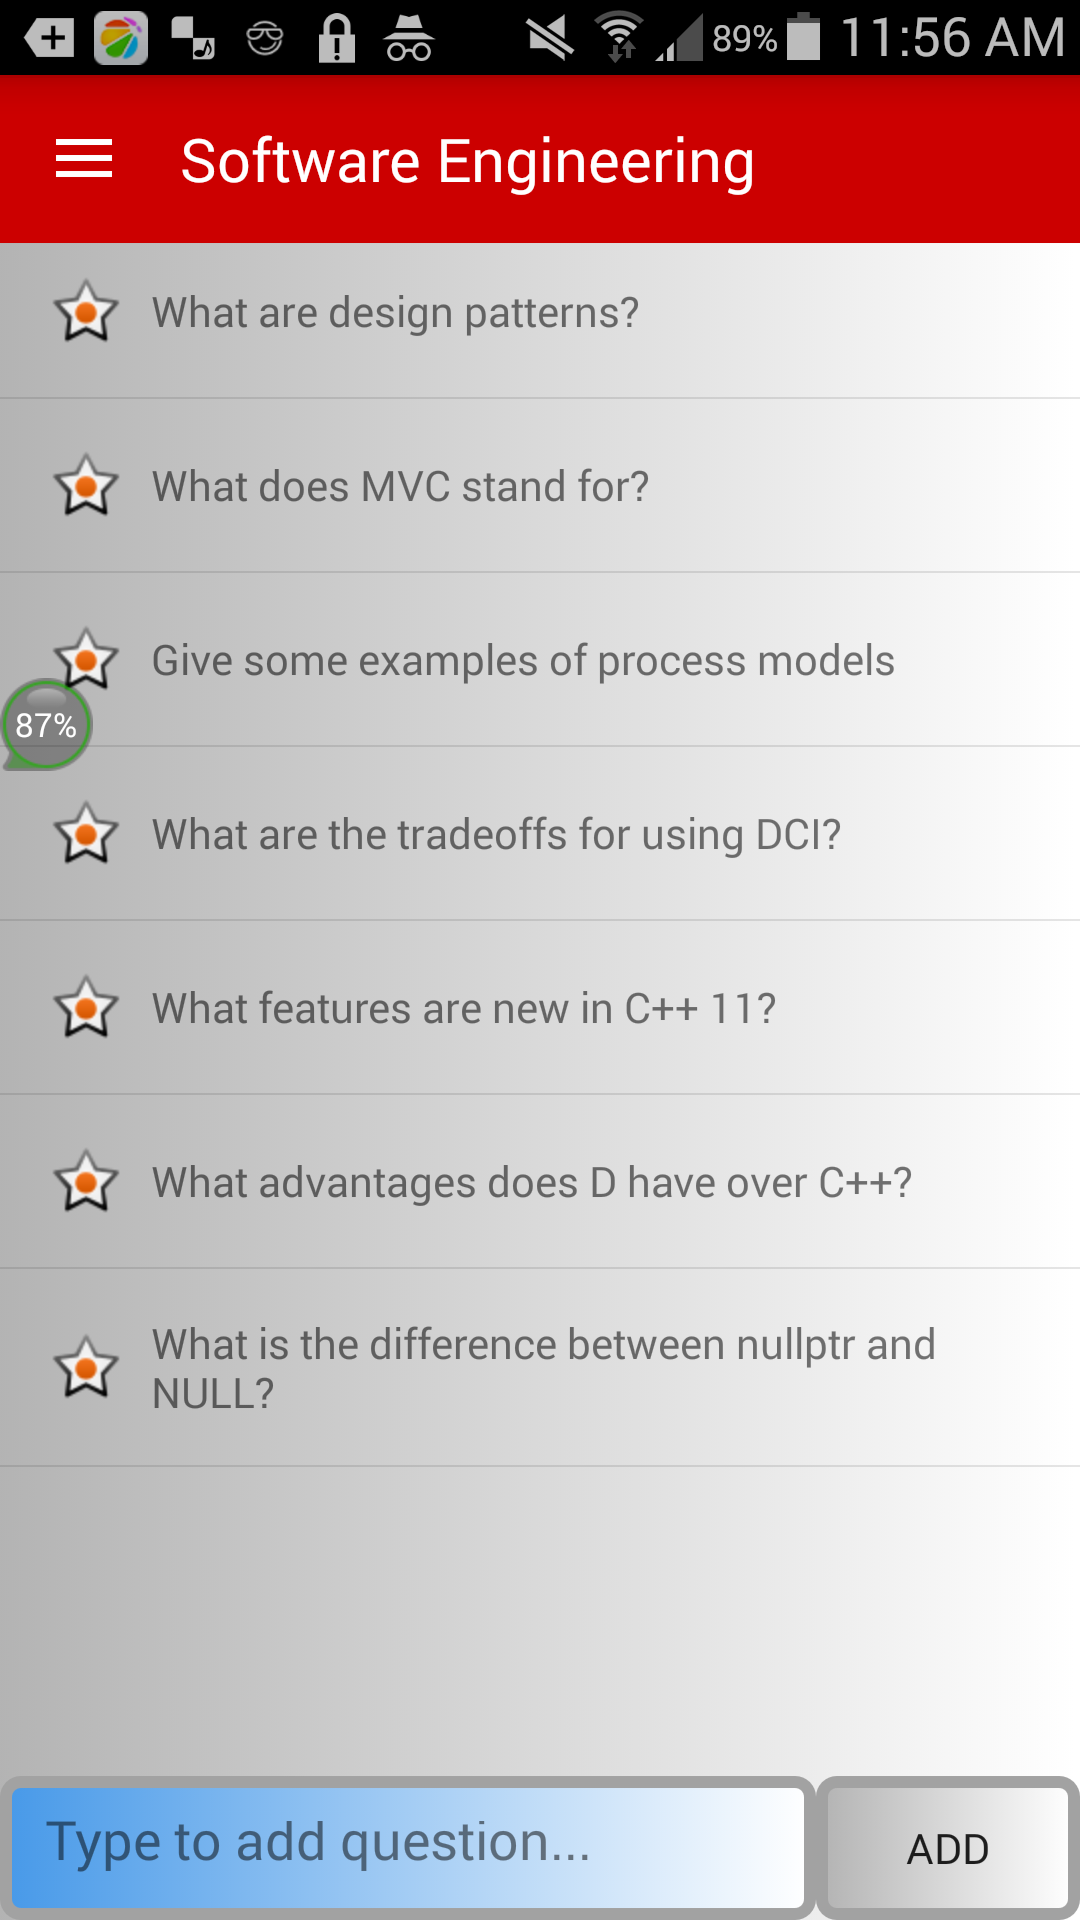 89% 11:56 AM
Software Engineering
What are design patterns?
What does MVC stand for?
Give some examples of process models
87%
What are the tradeoffs for using DCI?
What features are new in C++ 11?
What advantages does D have over C++?
What is the difference between nullptr and
NULL?
Type to add question...
ADD